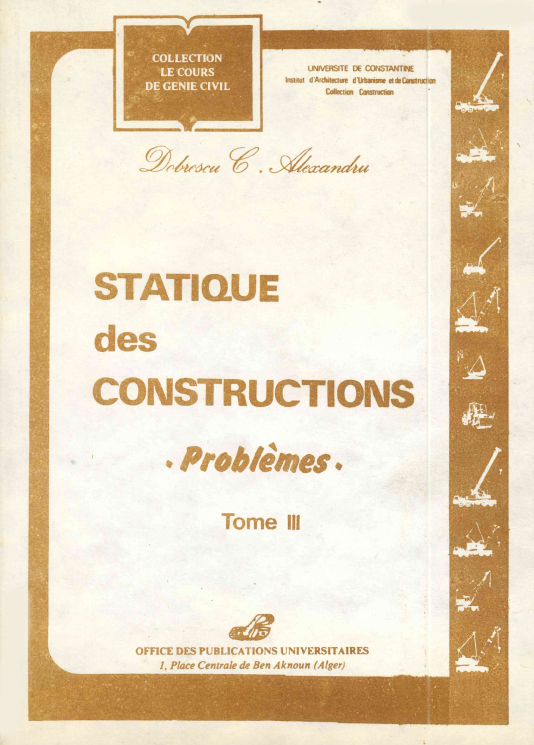 COLLECTION
LE COURS
DE GENIE CIVIL
UNIVERSITE DE CONSTANTINE
Institut d'Architecture d'Urbanisme et de Construction
Collection Construction
Dobrescu C. Alexandru
STATIQUE
des
CONSTRUCTIONS
• Problèmes •
Tome III
OFFICE DES PUBLICATIONS UNIVERSITAIRES
1, Place Centrale de Ben Aknoun (Alger)